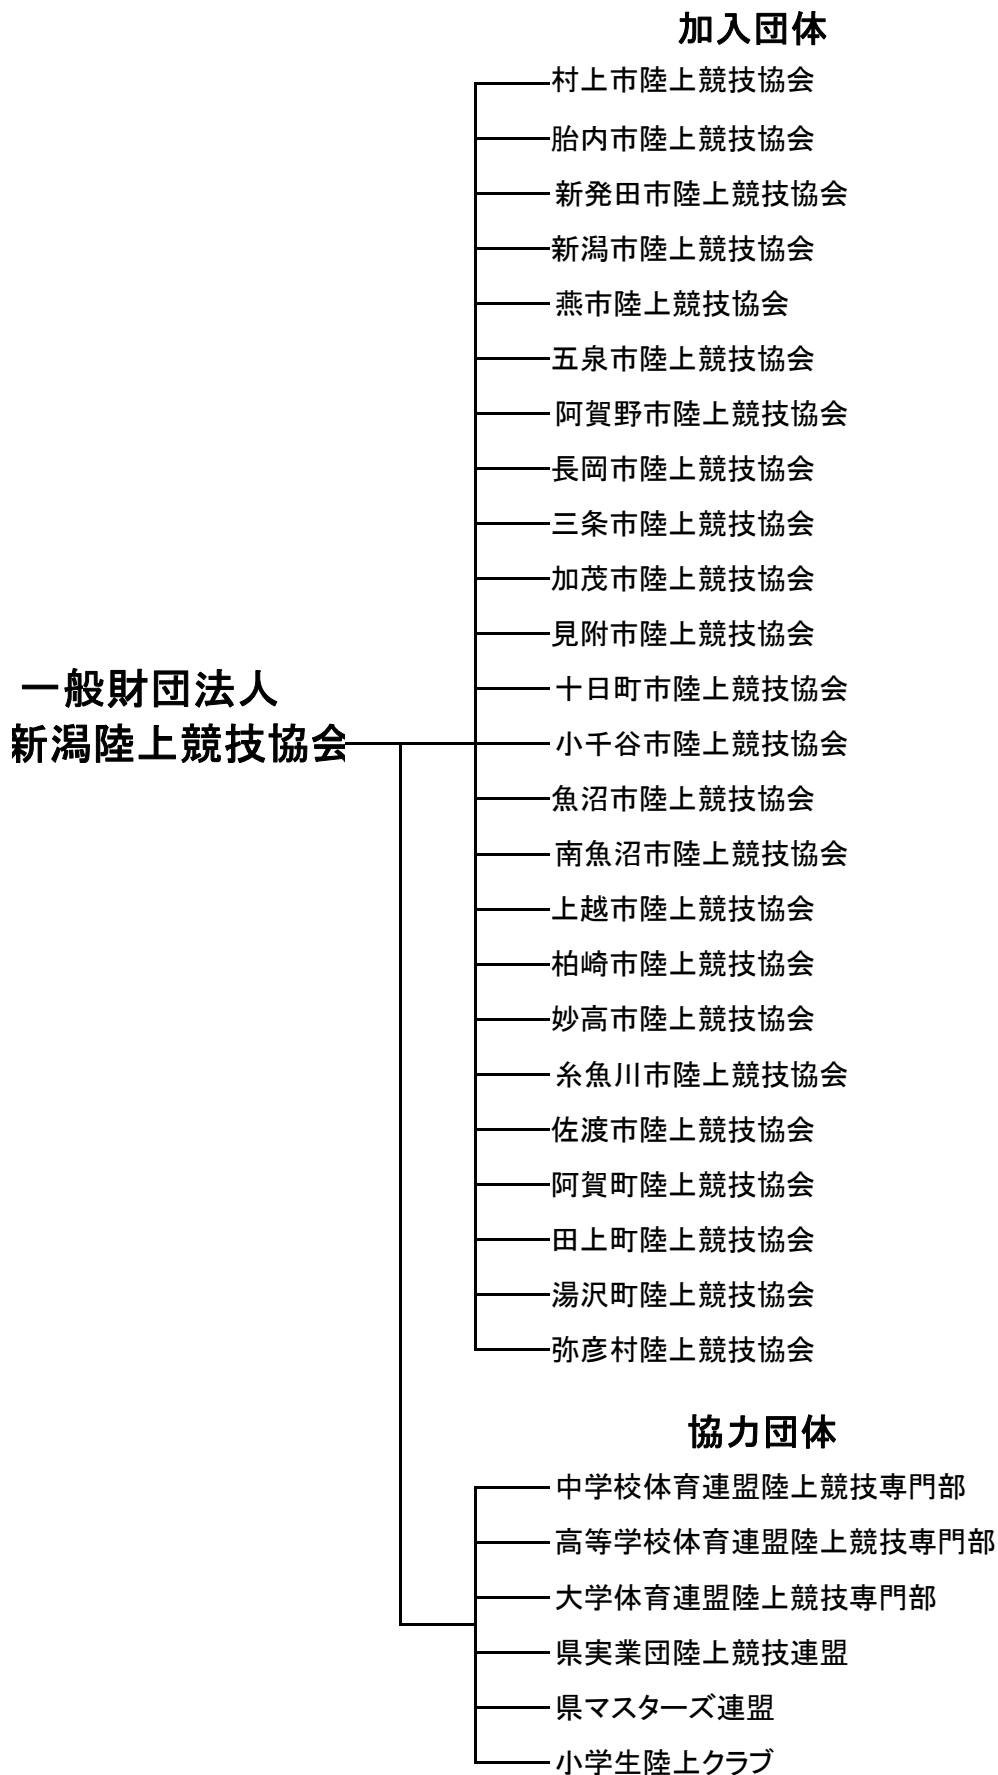 加入団体
村上市陸上競技協会
胎内市陸上競技協会
新発田市陸上競技協会
新潟市陸上競技協会
燕市陸上競技協会
五泉市陸上競技協会
阿賀野市陸上競技協会
長岡市陸上競技協会
三条市陸上競技協会
加茂市陸上競技協会
見附市陸上競技協会
十日町市陸上競技協会
一般財団法人
新潟陸上競技協会
小千谷市陸上競技協会
魚沼市陸上競技協会
南魚沼市陸上競技協会
上越市陸上競技協会
柏崎市陸上競技協会
妙高市陸上競技協会
糸魚川市陸上競技協会
佐渡市陸上競技協会
阿賀町陸上競技協会
田上町陸上競技協会
湯沢町陸上競技協会
弥彦村陸上競技協会
協力団体
中学校体育連盟陸上競技専門部
高等学校体育連盟陸上競技専門部
大学体育連盟陸上競技専門部
県実業団陸上競技連盟
県マスターズ連盟
小学生陸上クラブ